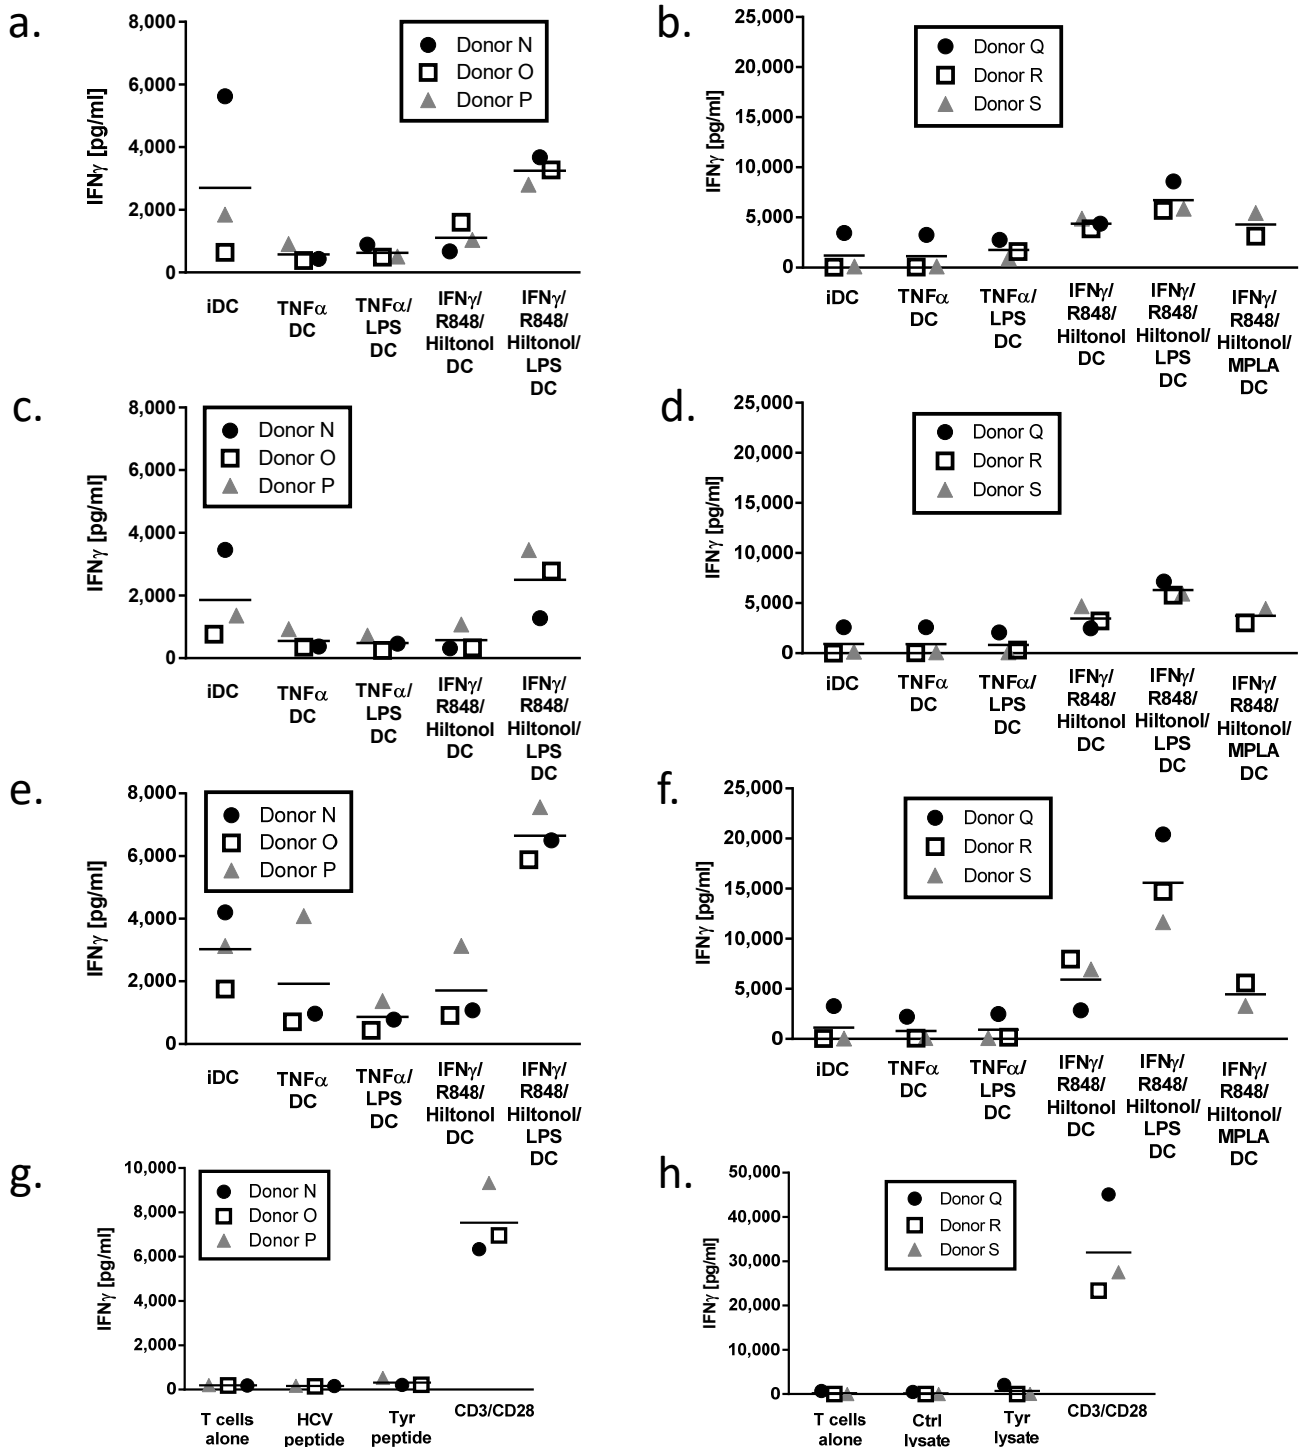 a.
8,000
6,000
4,000
2,000
0
IFNγ [pg/ml]
Donor N
Donor O
Donor P
iDC
TNFα
DC
TNFα/
LPS
DC
IFNγ/
R848/
Hiltonol
DC
IFNγ/
R848/
Hiltonol/
LPS
DC
b.
25,000
20,000
15,000
10,000
5,000
0
IFNγ [pg/ml]
Donor Q
Donor R
Donor S
iDC
TNFα
DC
TNFα/
LPS
DC
IFNγ/
R848/
Hiltonol
DC
IFNγ/
R848/
Hiltonol/
LPS
DC
IFNγ/
R848/
Hiltonol/
MPLA
DC
c.
8,000
6,000
4,000
2,000
0
IFNγ [pg/ml]
Donor N
Donor O
Donor P
iDC
TNFα
DC
TNFα/
LPS
DC
IFNγ/
R848/
Hiltonol
DC
IFNγ/
R848/
Hiltonol/
LPS
DC
d.
25,000
20,000
15,000
10,000
5,000
0
IFNγ [pg/ml]
Donor Q
Donor R
Donor S
iDC
TNFα
DC
TNFα/
LPS
DC
IFNγ/
R848/
Hiltonol
DC
IFNγ/
R848/
Hiltonol/
LPS
DC
IFNγ/
R848/
Hiltonol/
MPLA
DC
e.
8,000
6,000
4,000
2,000
0
IFNγ [pg/ml]
Donor N
Donor O
Donor P
iDC
TNFα
DC
TNFα/
LPS
DC
IFNγ/
R848/
Hiltonol
DC
IFNγ/
R848/
Hiltonol/
LPS
DC
f.
25,000
20,000
15,000
10,000
5,000
0
IFNγ [pg/ml]
Donor Q
Donor R
Donor S
iDC
TNFα
DC
TNFα/
LPS
DC
IFNγ/
R848/
Hiltonol
DC
IFNγ/
R848/
Hiltonol/
LPS
DC
IFNγ/
R848/
Hiltonol/
MPLA
DC
g.
10,000
8,000
6,000
4,000
2,000
0
IFNγ [pg/ml]
Donor N
Donor O
Donor P
T cells
alone
HCV
peptide
Tyr
peptide
CD3/CD28
h.
50,000
40,000
30,000
20,000
10,000
0
IFNγ [pg/ml]
Donor Q
Donor R
Donor S
T cells
alone
Ctrl
lysate
Tyr
lysate
CD3/CD28